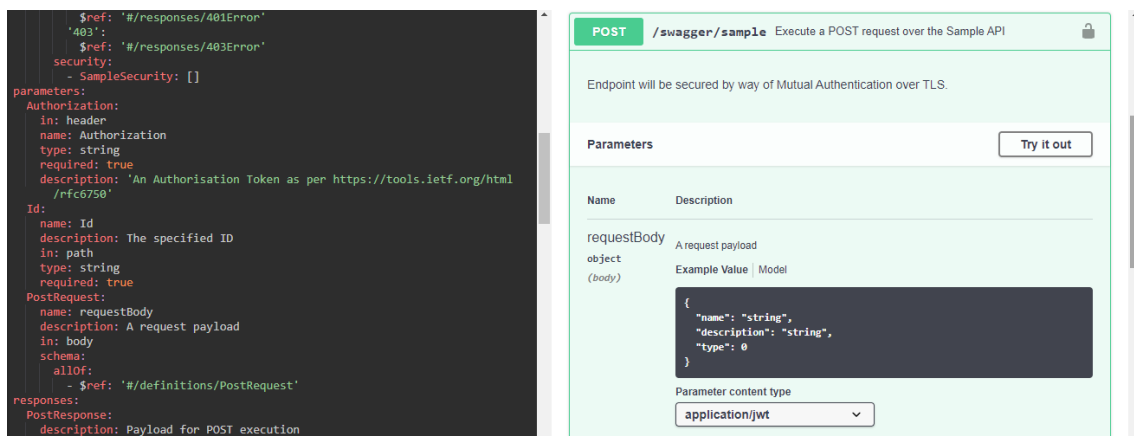 $ref: '#/responses/401Error'
'403':
$ref: '#/responses/403Error'
security:
- SampleSecurity: []
parameters:
Authorization:
in: header
name: Authorization
type: string
required: true
description: 'An Authorisation Token as per https://tools.ietf.org/html
/rfc6750'
Id:
name: Id
description: The specified ID
in: path
type: string
required: true
PostRequest:
name: requestBody
description: A request payload
in: body
schema:
allOf:
- $ref: '#/definitions/PostRequest'
responses:
PostResponse:
description: Payload for POST execution
POST /swagger/sample Execute a POST request over the Sample API
Endpoint will be secured by way of Mutual Authentication over TLS.
Parameters Try it out
Name Description
requestBody A request payload
object
(body)
Example Value Model
{
"name": "string",
"description": "string",
"type": 0
}
Parameter content type
application/jwt